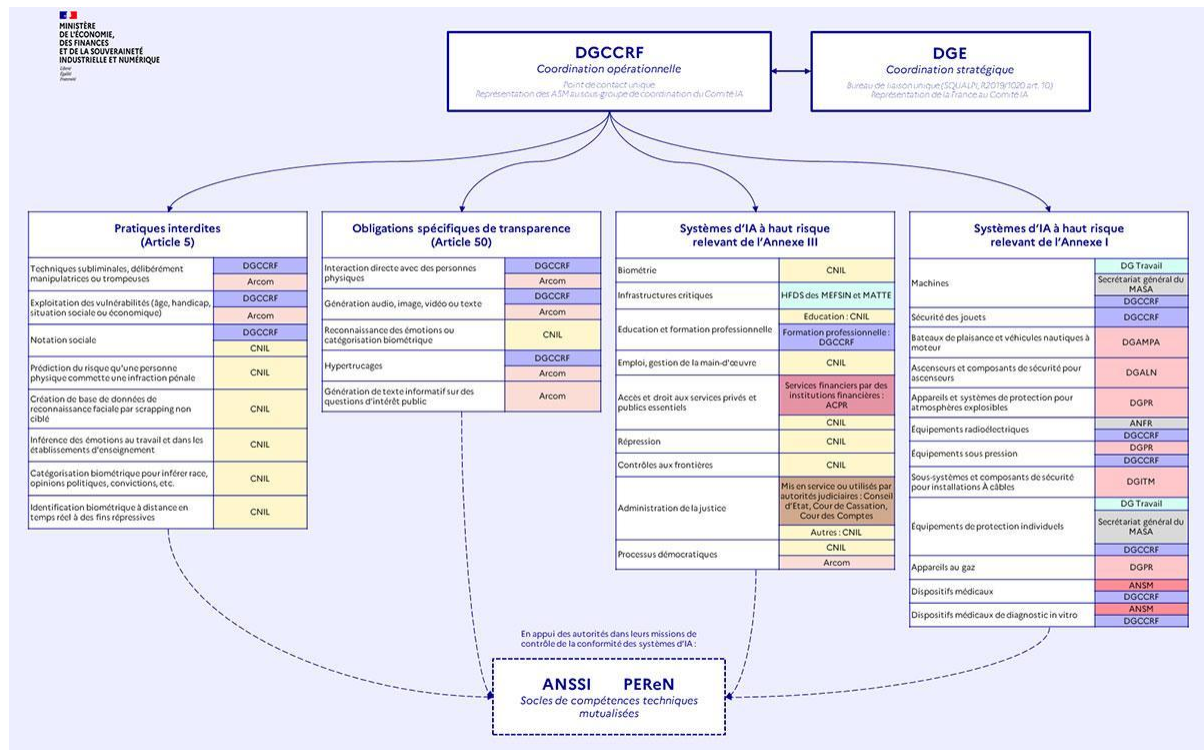 MINISTÈRE
DE L'ÉCONOMIE,
DES FINANCES
ET DE LA SOUVERAINETÉ
INDUSTRIELLE ET NUMÉRIQUE
Liberté
Égalité
Fraternité
DGCCRF
Coordination opérationnelle
Point de contact unique
Représentation des ASM au sous-groupe de coordination du Comité IA
DGE
Coordination stratégique
Bureau de liaison unique (SQUALPI, R2019/1020 art. 10)
Représentation de la France au Comité IA
Pratiques interdites
(Article 5)
Techniques subliminales, délibérément
manipulatrices ou trompeuses
DGCCRF
Arcom
Exploitation des vulnérabilités (âge, handicap,
situation sociale ou économique)
DGCCRF
Arcom
Notation sociale
DGCCRF
CNIL
Prédiction du risque qu'une personne
physique commette une infraction pénale
CNIL
Création de base de données de
reconnaissance faciale par scrapping non
ciblé
CNIL
Inférence des émotions au travail et dans les
établissements d'enseignement
CNIL
Catégorisation biométrique pour inférer race,
opinions politiques, convictions, etc.
CNIL
Identification biométrique à distance en
temps réel à des fins répressives
CNIL
Obligations spécifiques de transparence
(Article 50)
Interaction directe avec des personnes
physiques
DGCCRF
Arcom
Génération audio, image, vidéo ou texte
DGCCRF
Arcom
Reconnaissance des émotions ou
catégorisation biométrique
CNIL
Hypertrucages
DGCCRF
Arcom
Génération de texte informatif sur des
questions d'intérêt public
Arcom
Systèmes d'IA à haut risque
relevant de l'Annexe III
Biométrie
CNIL
Infrastructures critiques
HFDS des MEFSIN et MATTE
Education et formation professionnelle
Education : CNIL
Formation professionnelle :
DGCCRF
Emploi, gestion de la main-d'œuvre
CNIL
Accès et droit aux services privés et
publics essentiels
Services financiers par des
institutions financières :
ACPR
CNIL
Répression
CNIL
Contrôles aux frontières
CNIL
Administration de la justice
Mis en service ou utilisés par
autorités judiciaires : Conseil
d'Etat, Cour de Cassation,
Cour des Comptes
Autres : CNIL
Processus démocratiques
CNIL
Arcom
Systèmes d'IA à haut risque
relevant de l'Annexe I
Machines
DG Travail
Secrétariat général du
MASA
DGCCRF
Sécurité des jouets
DGCCRF
Bateaux de plaisance et véhicules nautiques à
moteur
DGAMPA
Ascenseurs et composants de sécurité pour
ascenseurs
DGALN
Appareils et systèmes de protection pour
atmosphères explosibles
DGPR
Équipements radioélectriques
ANFR
DGCCRF
Équipements sous pression
DGPR
DGCCRF
Sous-systèmes et composants de sécurité
pour installations À câbles
DGITM
Équipements de protection individuels
DG Travail
Secrétariat général du
MASA
DGCCRF
Appareils au gaz
DGPR
Dispositifs médicaux
ANSM
DGCCRF
Dispositifs médicaux de diagnostic in vitro
ANSM
DGCCRF
En appui des autorités dans leurs missions de
contrôle de la conformité des systèmes d'IA :
ANSSI PEReN
Socles de compétences techniques
mutualisées